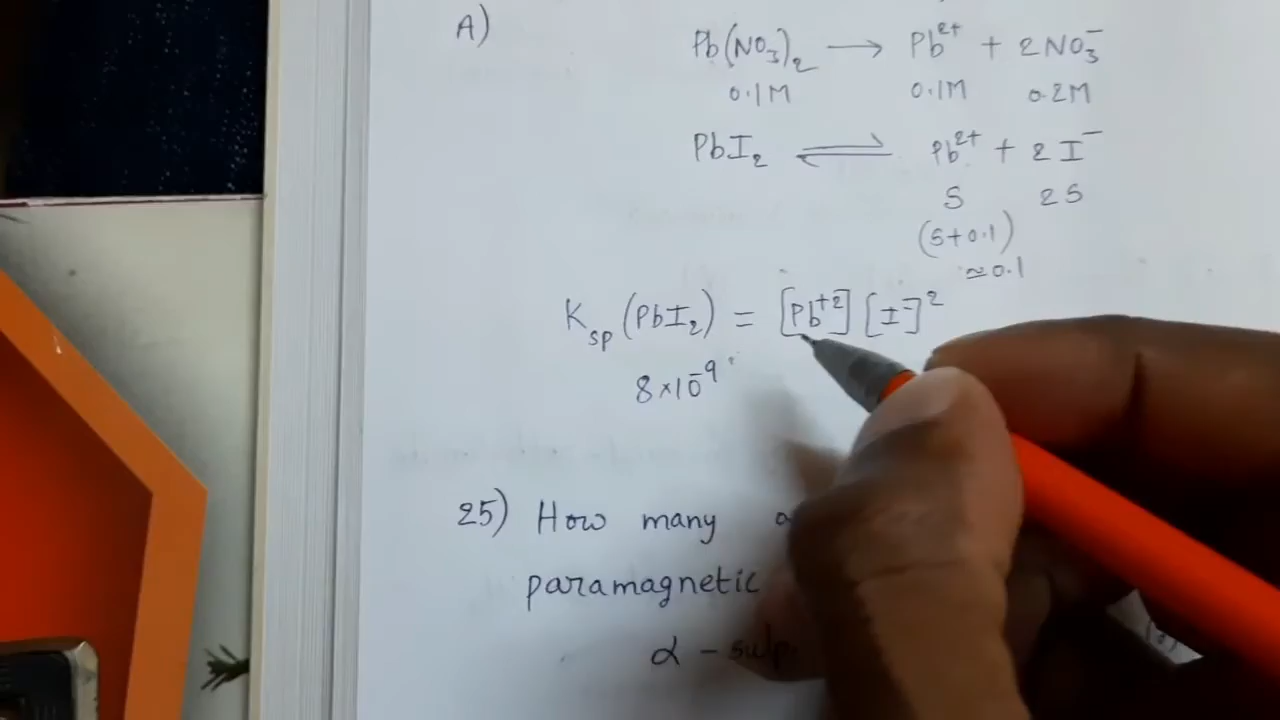 A)
Pb(NO₃)₂ → Pb²⁺ + 2NO₃⁻
0.1M 0.1M 0.2M
PbI₂ ⇌ Pb²⁺ + 2I⁻
S 2S
(S+0.1)
≃0.1
Ksp (PbI₂) = [Pb⁺²] [I⁻]²
8×10⁻⁹
25) How many
paramagnetic
α - sulp